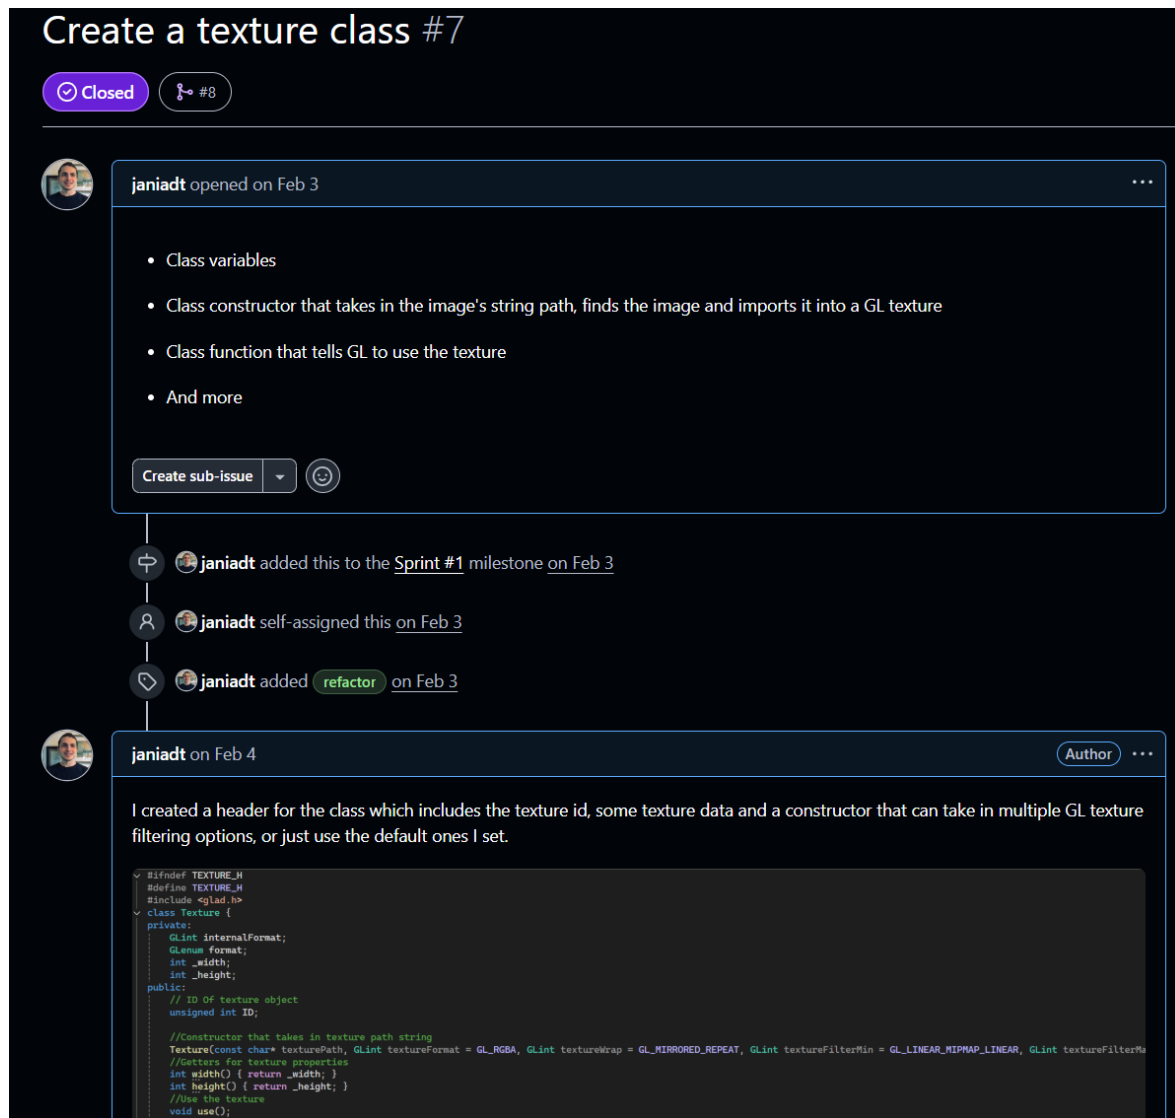 Create a texture class #7
Closed
#8
janiadt opened on Feb 3
Class variables
Class constructor that takes in the image's string path, finds the image and imports it into a GL texture
Class function that tells GL to use the texture
And more
Create sub-issue
janiadt added this to the Sprint #1 milestone on Feb 3
janiadt self-assigned this on Feb 3
janiadt added refactor on Feb 3
janiadt on Feb 4
Author
I created a header for the class which includes the texture id, some texture data and a constructor that can take in multiple GL texture
filtering options, or just use the default ones I set.
#ifndef TEXTURE_H
#define TEXTURE_H
#include <glad.h>
class Texture {
private:
GLint internalFormat;
GLenum format;
int _width;
int _height;
public:
// ID Of texture object
unsigned int ID;
//Constructor that takes in texture path string
Texture(const char* texturePath, GLint textureFormat = GL_RGBA, GLint textureWrap = GL_MIRRORED_REPEAT, GLint textureFilterMin = GL_LINEAR_MIPMAP_LINEAR, GLint textureFilterMa
//Getters for texture properties
int width() { return _width; }
int height() { return _height; }
//Use the texture
void use();